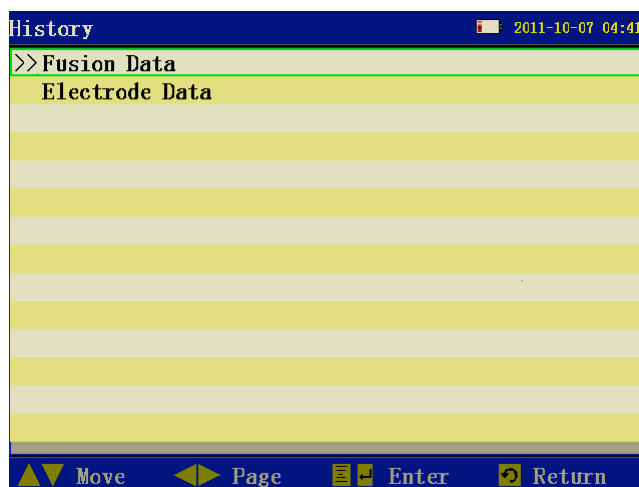 History 2011-10-07 04:41
>>Fusion Data
Electrode Data
Move Page Enter Return